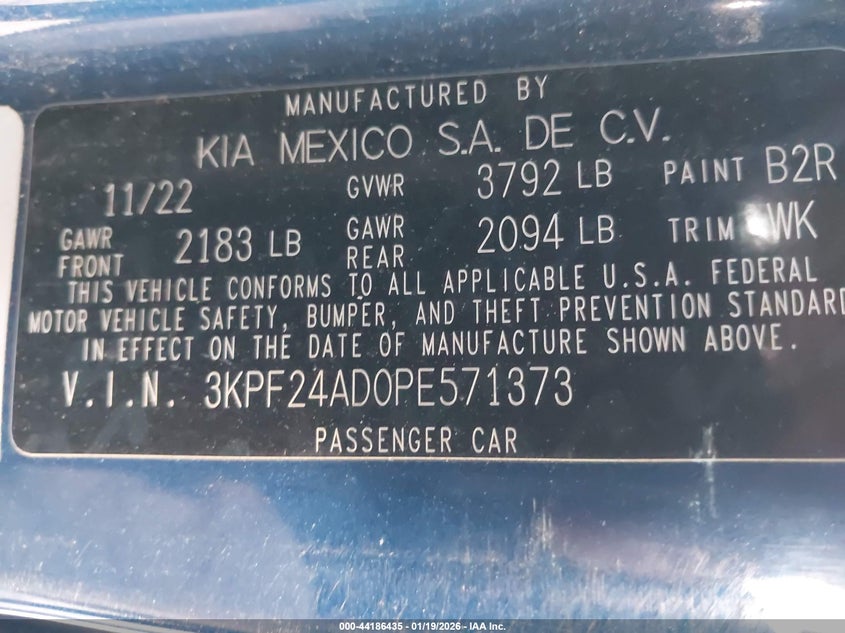 MANUFACTURED BY
KIA MEXICO S.A. DE C.V.
11/22 GVWR 3792 LB PAINT B2R
GAWR FRONT 2183 LB GAWR REAR 2094 LB TRIM WK
THIS VEHICLE CONFORMS TO ALL APPLICABLE U.S.A. FEDERAL
MOTOR VEHICLE SAFETY, BUMPER, AND THEFT PREVENTION STANDARD
IN EFFECT ON THE DATE OF MANUFACTURE SHOWN ABOVE.
V.I.N. 3KPF24AD0PE571373
PASSENGER CAR
000-44186435 - 01/19/2026 - IAA Inc.